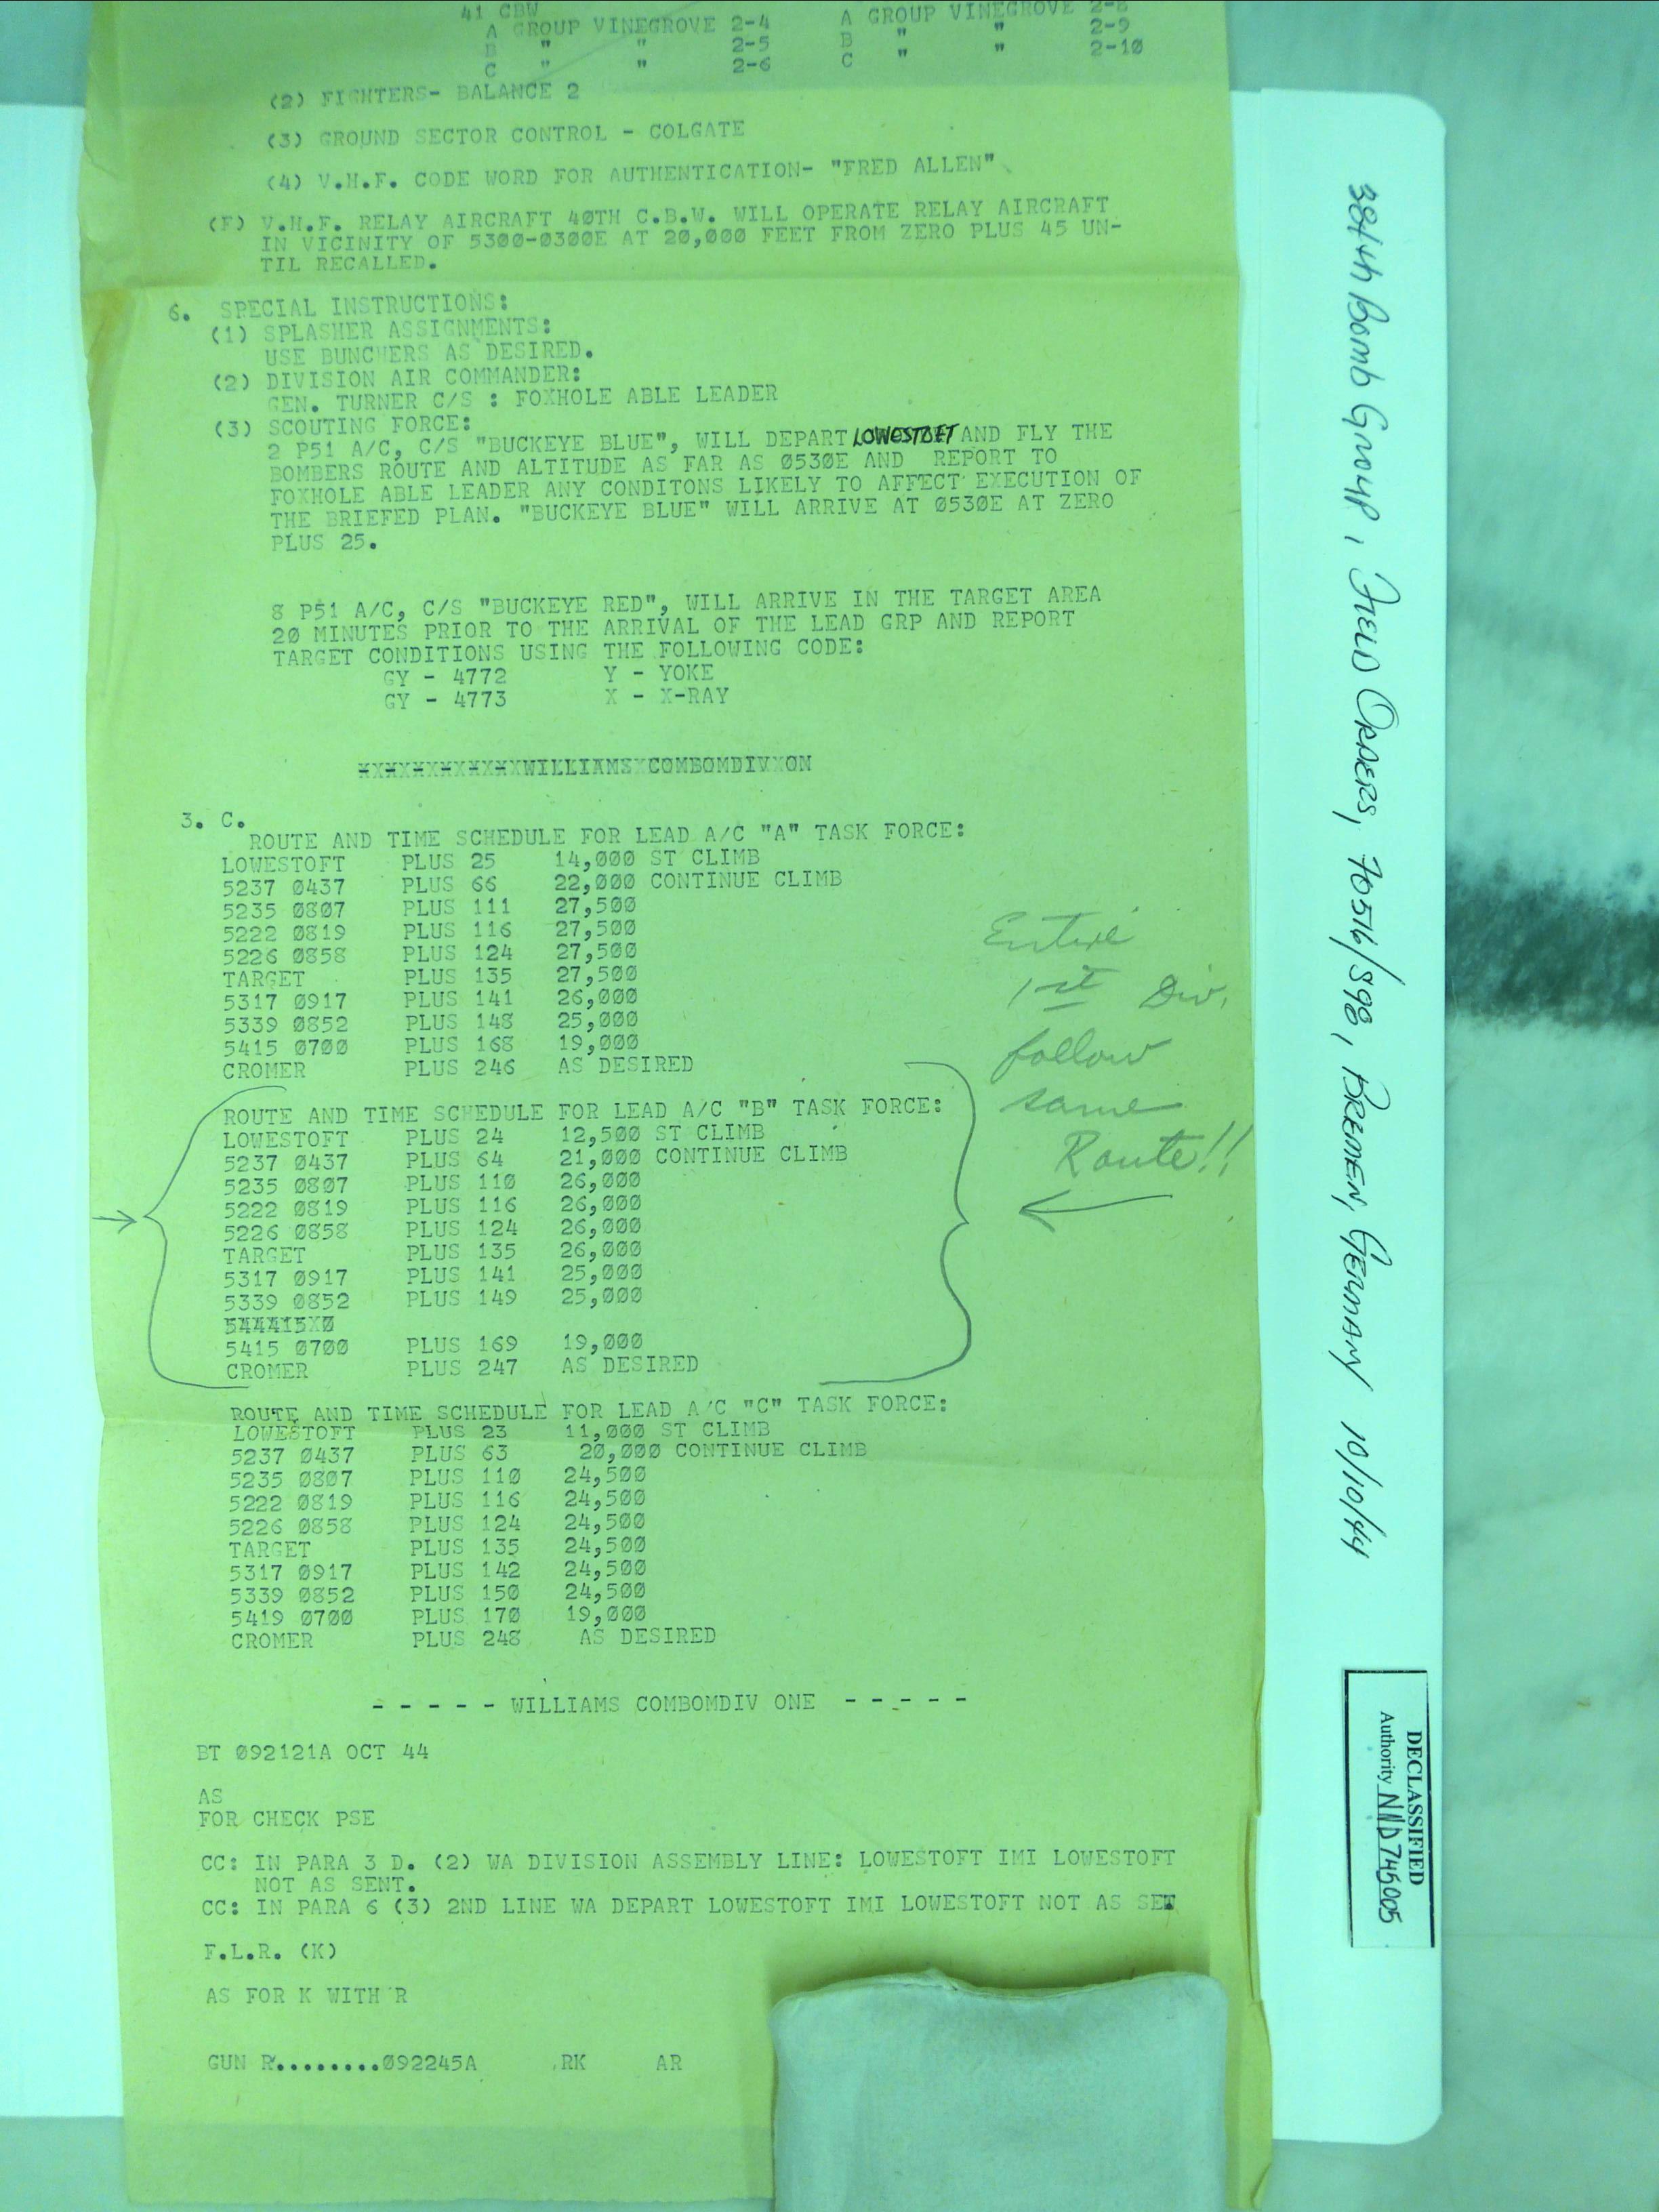 41 CBW
A GROUP VINEGROVE 2-4 A GROUP VINEGROVE 2-8
B " " 2-5 B " " 2-9
C " " 2-6 C " " 2-10
(2) FIGHTERS- BALANCE 2
(3) GROUND SECTOR CONTROL - COLGATE
(4) V.H.F. CODE WORD FOR AUTHENTICATION- "FRED ALLEN"
(F) V.H.F. RELAY AIRCRAFT 40TH C.B.W. WILL OPERATE RELAY AIRCRAFT
IN VICINITY OF 5300-0300E AT 20,000 FEET FROM ZERO PLUS 45 UN-
TIL RECALLED.
6. SPECIAL INSTRUCTIONS:
(1) SPLASHER ASSIGNMENTS:
USE BUNCHERS AS DESIRED.
(2) DIVISION AIR COMMANDER:
GEN. TURNER C/S : FOXHOLE ABLE LEADER
(3) SCOUTING FORCE:
2 P51 A/C, C/S "BUCKEYE BLUE", WILL DEPART LOWESTOFT AND FLY THE
BOMBERS ROUTE AND ALTITUDE AS FAR AS 0530E AND REPORT TO
FOXHOLE ABLE LEADER ANY CONDITONS LIKELY TO AFFECT EXECUTION OF
THE BRIEFED PLAN. "BUCKEYE BLUE" WILL ARRIVE AT 0530E AT ZERO
PLUS 25.
8 P51 A/C, C/S "BUCKEYE RED", WILL ARRIVE IN THE TARGET AREA
20 MINUTES PRIOR TO THE ARRIVAL OF THE LEAD GRP AND REPORT
TARGET CONDITIONS USING THE FOLLOWING CODE:
GY - 4772 Y - YOKE
GY - 4773 X - X-RAY
XXXXXXXXXXXXWILLIAMSXCOMBOMDIVXON
3. C.
ROUTE AND TIME SCHEDULE FOR LEAD A/C "A" TASK FORCE:
LOWESTOFT PLUS 25 14,000 ST CLIMB
5237 0437 PLUS 66 22,000 CONTINUE CLIMB
5235 0807 PLUS 111 27,500
5222 0819 PLUS 116 27,500
5226 0858 PLUS 124 27,500
TARGET PLUS 135 27,500
5317 0917 PLUS 141 26,000
5339 0852 PLUS 148 25,000
5415 0700 PLUS 168 19,000
CROMER PLUS 246 AS DESIRED
Entire
1st Div.
follow
same
Route!!
ROUTE AND TIME SCHEDULE FOR LEAD A/C "B" TASK FORCE:
LOWESTOFT PLUS 24 12,500 ST CLIMB
5237 0437 PLUS 64 21,000 CONTINUE CLIMB
5235 0807 PLUS 110 26,000
5222 0819 PLUS 116 26,000
5226 0858 PLUS 124 26,000
TARGET PLUS 135 26,000
5317 0917 PLUS 141 25,000
5339 0852 PLUS 149 25,000
5415 0700 PLUS 169 19,000
CROMER PLUS 247 AS DESIRED
ROUTE AND TIME SCHEDULE FOR LEAD A/C "C" TASK FORCE:
LOWESTOFT PLUS 23 11,000 ST CLIMB
5237 0437 PLUS 63 20,000 CONTINUE CLIMB
5235 0807 PLUS 110 24,500
5222 0819 PLUS 116 24,500
5226 0858 PLUS 124 24,500
TARGET PLUS 135 24,500
5317 0917 PLUS 142 24,500
5339 0852 PLUS 150 24,500
5419 0700 PLUS 170 19,000
CROMER PLUS 248 AS DESIRED
- - - - - WILLIAMS COMBOMDIV ONE - - - - -
BT 092121A OCT 44
AS
FOR CHECK PSE
CC: IN PARA 3 D. (2) WA DIVISION ASSEMBLY LINE: LOWESTOFT IMI LOWESTOFT
NOT AS SENT.
CC: IN PARA 6 (3) 2ND LINE WA DEPART LOWESTOFT IMI LOWESTOFT NOT AS SET
F.L.R. (K)
AS FOR K WITH R
GUN R........092245A RK AR
384th Bomb Group, Field Orders, 70516/898, Bremen, Germany 10/10/44
DECLASSIFIED
Authority NND745005